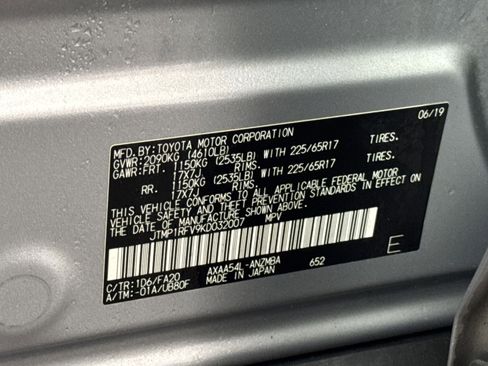 MFD. BY: TOYOTA MOTOR CORPORATION 06/19
GVWR: 2090KG (4610LB)
GAWR: FRT. 1150KG (2535LB) WITH 225/65R17 TIRES.
17X7J RIMS.
RR. 1150KG (2535LB) WITH 225/65R17 TIRES.
17X7J RIMS.
THIS VEHICLE CONFORMS TO ALL APPLICABLE FEDERAL MOTOR
VEHICLE SAFETY AND THEFT PREVENTION STANDARDS IN EFFECT ON
THE DATE OF MANUFACTURE SHOWN ABOVE.
JTMP1RFV9KD032007 MPV
E
C/TR: 1D6/FA20 AXAA54L-ANZMBA 652
A/TM: -01A/UB80F MADE IN JAPAN